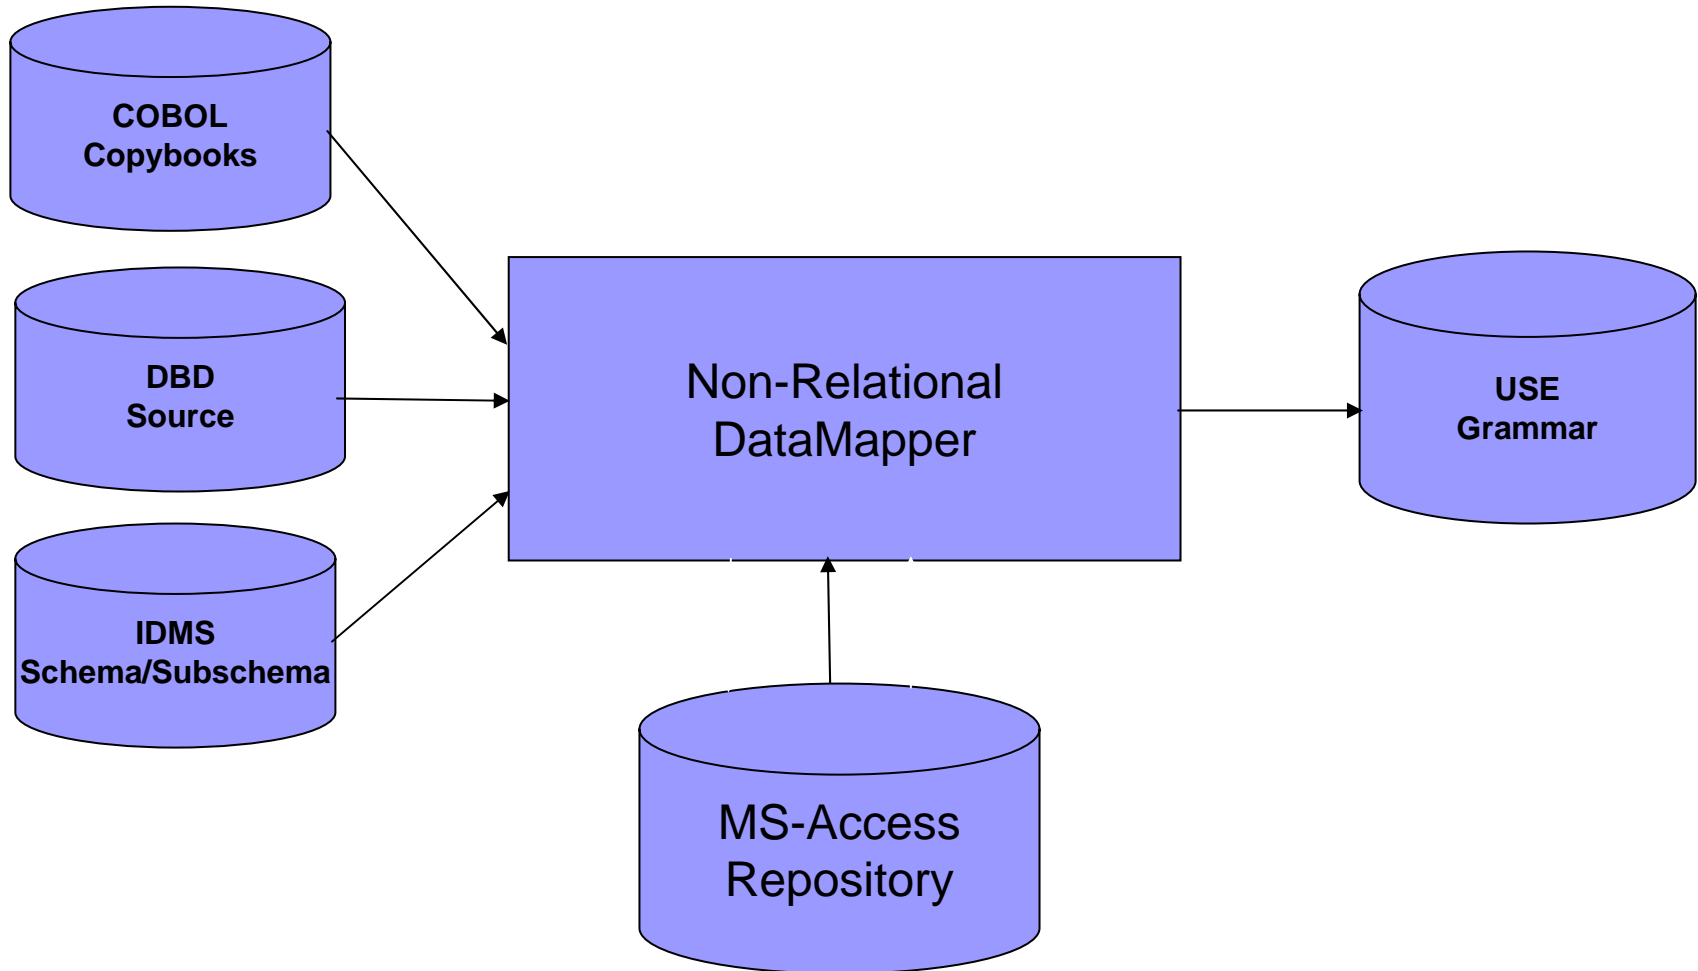 COBOL
Copybooks
DBD
Source
IDMS
Schema/Subschema
Non-Relational
DataMapper
MS-Access
Repository
USE
Grammar